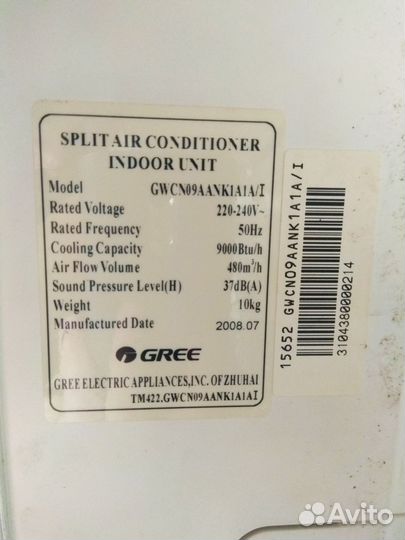 SPLIT AIR CONDITIONER
INDOOR UNIT
Model GWCN09AANK1A1A/I
Rated Voltage 220-240V~
Rated Frequency 50Hz
Cooling Capacity 9000Btu/h
Air Flow Volume 480m³/h
Sound Pressure Level(H) 37dB(A)
Weight 10kg
Manufactured Date 2008.07
GREE
GREE ELECTRIC APPLIANCES,INC. OF ZHUHAI
TM422.GWCN09AANK1A1AI
15652 GWCN09AANK1A1A/I
3104380000214
Avito